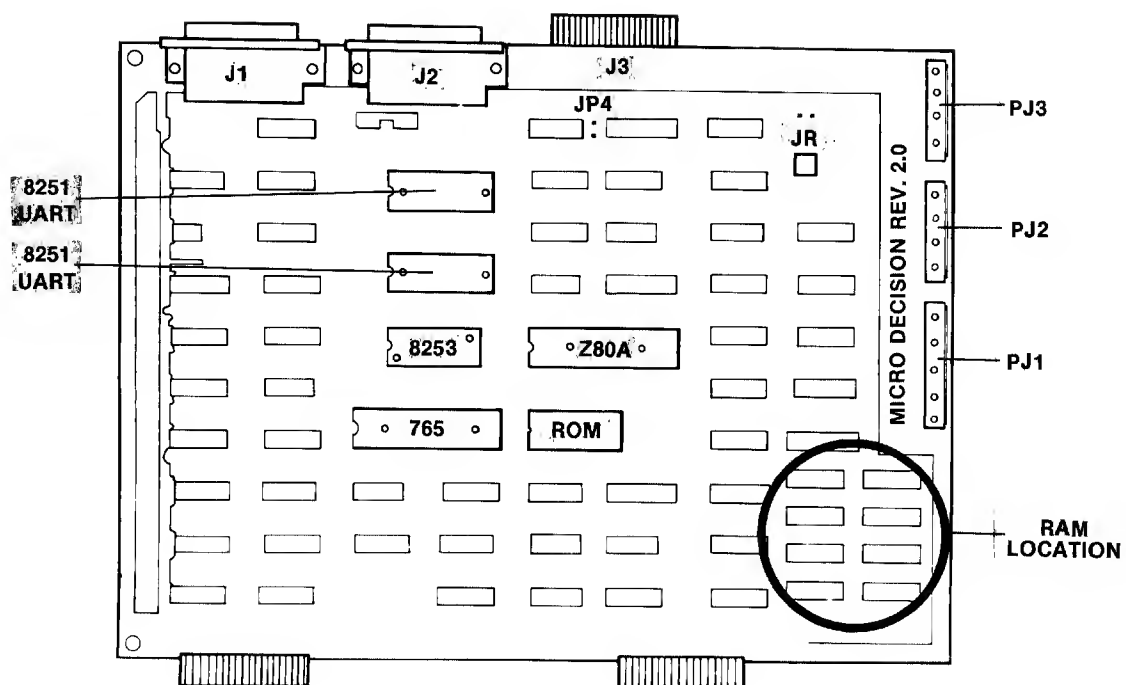 J1
J2
J3
JP4
JR
PJ3
8251
UART
MICRO DECISION REV. 2.0
PJ2
8251
UART
8253
Z80A
PJ1
765
ROM
RAM
LOCATION